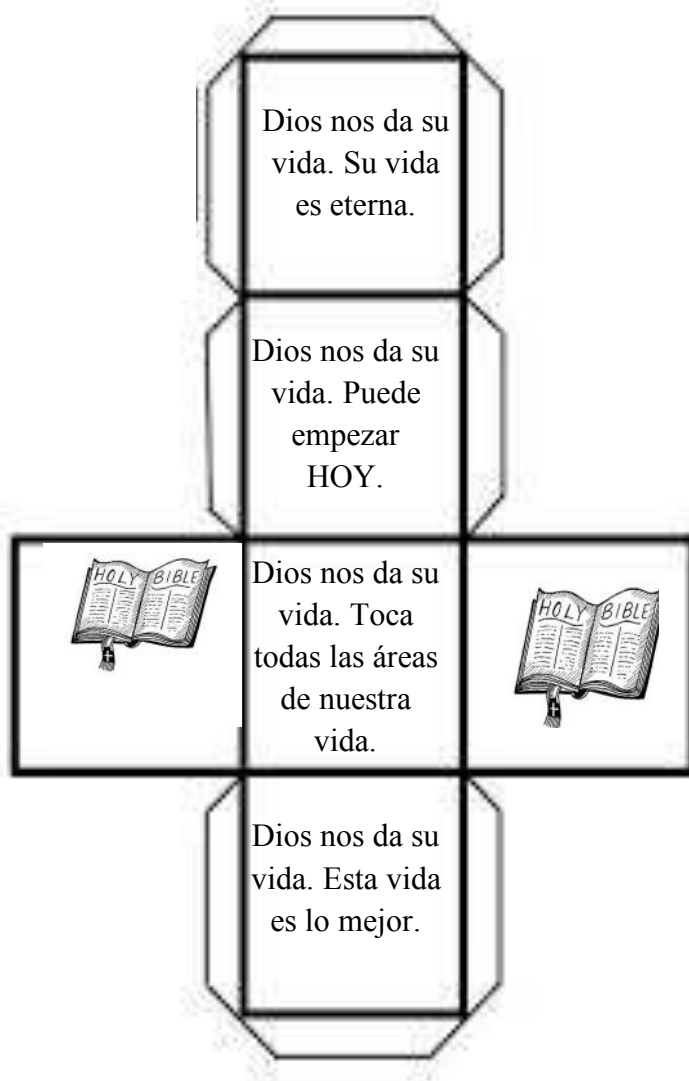 Dios nos da su
vida. Su vida
es eterna.
Dios nos da su
vida. Puede
empezar
HOY.
HOLY BIBLE
Dios nos da su
vida. Toca
todas las áreas
de nuestra
vida.
HOLY BIBLE
Dios nos da su
vida. Esta vida
es lo mejor.